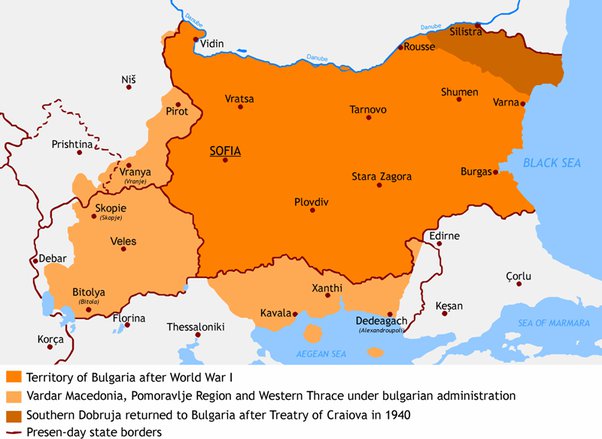 Danube
Silistra
Danube
Vidin
Danube
Rousse
Niš
Vratsa
Shumen
Pirot
Tarnovo
Varna
Prishtina
SOFIA
BLACK SEA
Vranya
(Vranje)
Stara Zagora
Burgas
Skopie
(Skopje)
Plovdiv
Veles
Edirne
Debar
Çorlu
Bitolya
(Bitola)
Xanthi
Kavala
Dedeagach
(Alexandroupoli)
Keşan
Florina
Thessaloniki
SEA OF MARMARA
Korça
AEGEAN SEA
Territory of Bulgaria after World War I
Vardar Macedonia, Pomoravlje Region and Western Thrace under bulgarian administration
Southern Dobruja returned to Bulgaria after Treatry of Craiova in 1940
Presen-day state borders